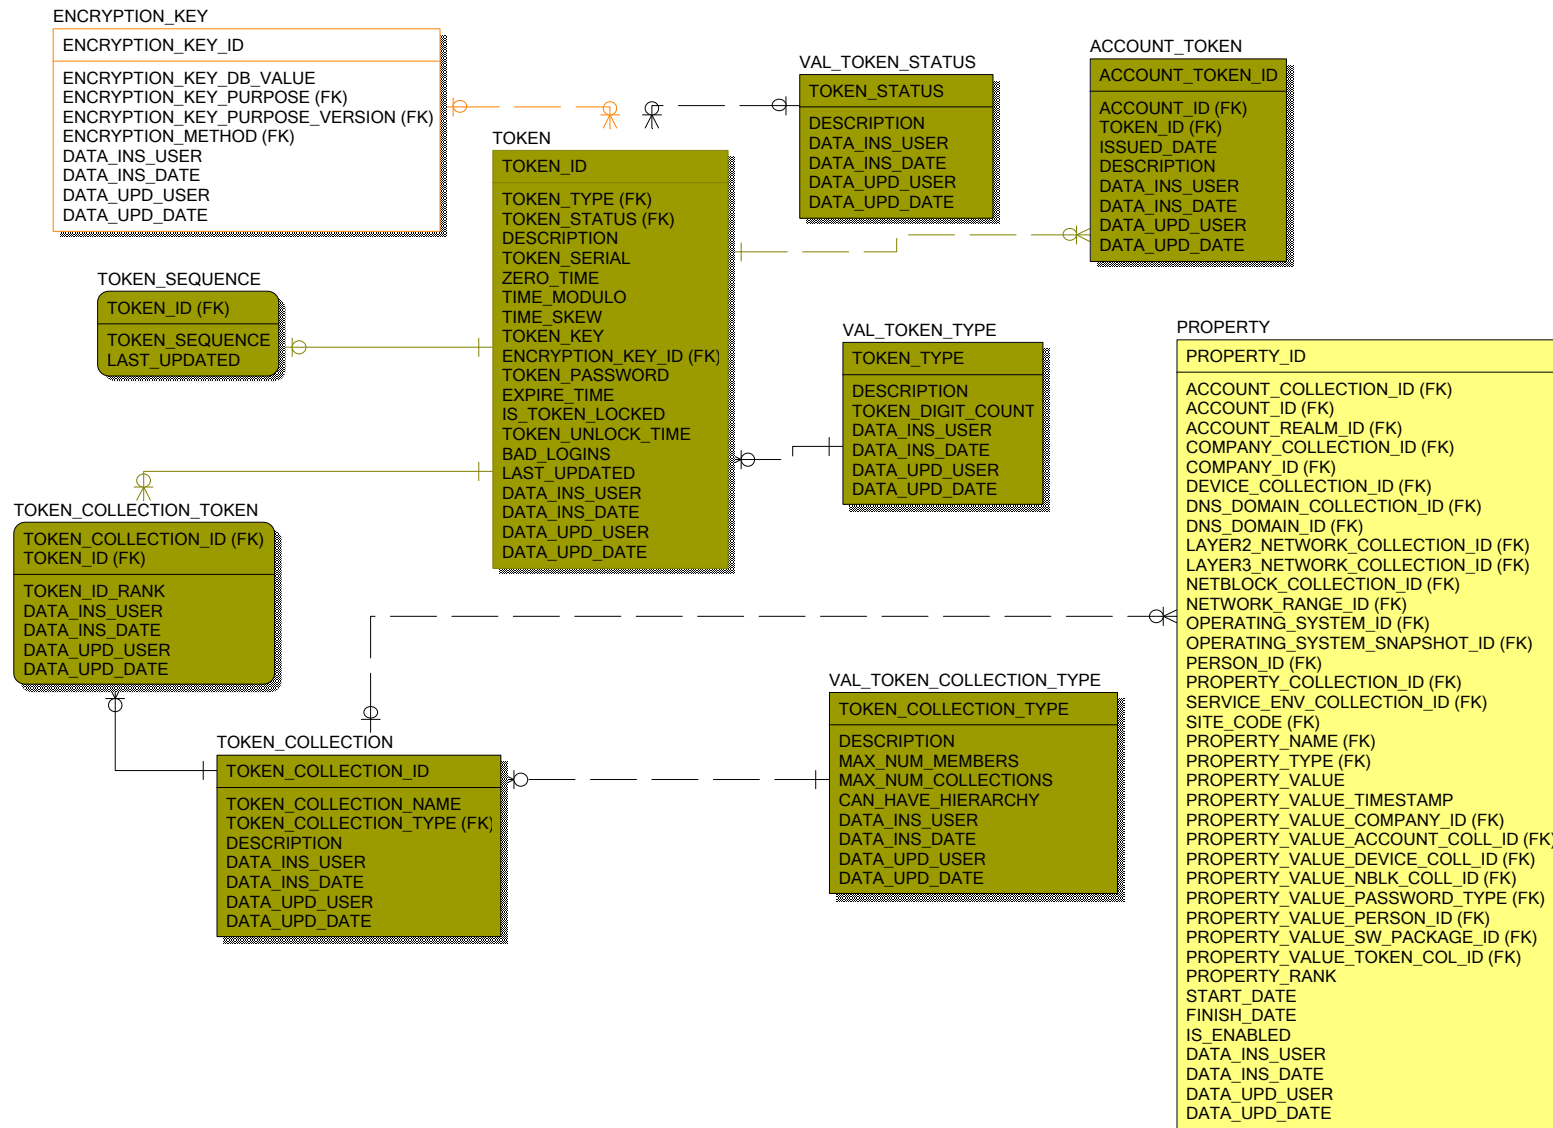 ENCRYPTION_KEY
ENCRYPTION_KEY_ID
ENCRYPTION_KEY_DB_VALUE
ENCRYPTION_KEY_PURPOSE (FK)
ENCRYPTION_KEY_PURPOSE_VERSION (FK)
ENCRYPTION_METHOD (FK)
DATA_INS_USER
DATA_INS_DATE
DATA_UPD_USER
DATA_UPD_DATE
VAL_TOKEN_STATUS
TOKEN_STATUS
DESCRIPTION
DATA_INS_USER
DATA_INS_DATE
DATA_UPD_USER
DATA_UPD_DATE
ACCOUNT_TOKEN
ACCOUNT_TOKEN_ID
ACCOUNT_ID (FK)
TOKEN_ID (FK)
ISSUED_DATE
DESCRIPTION
DATA_INS_USER
DATA_INS_DATE
DATA_UPD_USER
DATA_UPD_DATE
TOKEN
TOKEN_ID
TOKEN_TYPE (FK)
TOKEN_STATUS (FK)
DESCRIPTION
TOKEN_SERIAL
ZERO_TIME
TIME_MODULO
TIME_SKEW
TOKEN_KEY
ENCRYPTION_KEY_ID (FK)
TOKEN_PASSWORD
EXPIRE_TIME
IS_TOKEN_LOCKED
TOKEN_UNLOCK_TIME
BAD_LOGINS
LAST_UPDATED
DATA_INS_USER
DATA_INS_DATE
DATA_UPD_USER
DATA_UPD_DATE
TOKEN_SEQUENCE
TOKEN_ID (FK)
TOKEN_SEQUENCE
LAST_UPDATED
VAL_TOKEN_TYPE
TOKEN_TYPE
DESCRIPTION
TOKEN_DIGIT_COUNT
DATA_INS_USER
DATA_INS_DATE
DATA_UPD_USER
DATA_UPD_DATE
PROPERTY
PROPERTY_ID
ACCOUNT_COLLECTION_ID (FK)
ACCOUNT_ID (FK)
ACCOUNT_REALM_ID (FK)
COMPANY_COLLECTION_ID (FK)
COMPANY_ID (FK)
DEVICE_COLLECTION_ID (FK)
DNS_DOMAIN_COLLECTION_ID (FK)
DNS_DOMAIN_ID (FK)
LAYER2_NETWORK_COLLECTION_ID (FK)
LAYER3_NETWORK_COLLECTION_ID (FK)
NETBLOCK_COLLECTION_ID (FK)
NETWORK_RANGE_ID (FK)
OPERATING_SYSTEM_ID (FK)
OPERATING_SYSTEM_SNAPSHOT_ID (FK)
PERSON_ID (FK)
PROPERTY_COLLECTION_ID (FK)
SERVICE_ENV_COLLECTION_ID (FK)
SITE_CODE (FK)
PROPERTY_NAME (FK)
PROPERTY_TYPE (FK)
PROPERTY_VALUE
PROPERTY_VALUE_TIMESTAMP
PROPERTY_VALUE_COMPANY_ID (FK)
PROPERTY_VALUE_ACCOUNT_COLL_ID (FK)
PROPERTY_VALUE_DEVICE_COLL_ID (FK)
PROPERTY_VALUE_NBLK_COLL_ID (FK)
PROPERTY_VALUE_PASSWORD_TYPE (FK)
PROPERTY_VALUE_PERSON_ID (FK)
PROPERTY_VALUE_SW_PACKAGE_ID (FK)
PROPERTY_VALUE_TOKEN_COL_ID (FK)
PROPERTY_RANK
START_DATE
FINISH_DATE
IS_ENABLED
DATA_INS_USER
DATA_INS_DATE
DATA_UPD_USER
DATA_UPD_DATE
TOKEN_COLLECTION_TOKEN
TOKEN_COLLECTION_ID (FK)
TOKEN_ID (FK)
TOKEN_ID_RANK
DATA_INS_USER
DATA_INS_DATE
DATA_UPD_USER
DATA_UPD_DATE
TOKEN_COLLECTION
TOKEN_COLLECTION_ID
TOKEN_COLLECTION_NAME
TOKEN_COLLECTION_TYPE (FK)
DESCRIPTION
DATA_INS_USER
DATA_INS_DATE
DATA_UPD_USER
DATA_UPD_DATE
VAL_TOKEN_COLLECTION_TYPE
TOKEN_COLLECTION_TYPE
DESCRIPTION
MAX_NUM_MEMBERS
MAX_NUM_COLLECTIONS
CAN_HAVE_HIERARCHY
DATA_INS_USER
DATA_INS_DATE
DATA_UPD_USER
DATA_UPD_DATE